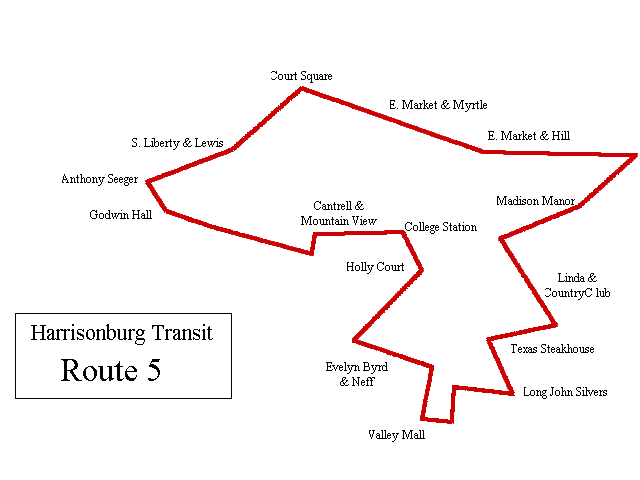 Court Square
E. Market & Myrtle
E. Market & Hill
S. Liberty & Lewis
Anthony Seeger
Madison Manor
Godwin Hall
Cantrell &
Mountain View
College Station
Holly Court
Linda &
CountryC lub
Harrisonburg Transit
Route 5
Texas Steakhouse
Evelyn Byrd
& Neff
Long John Silvers
Valley Mall